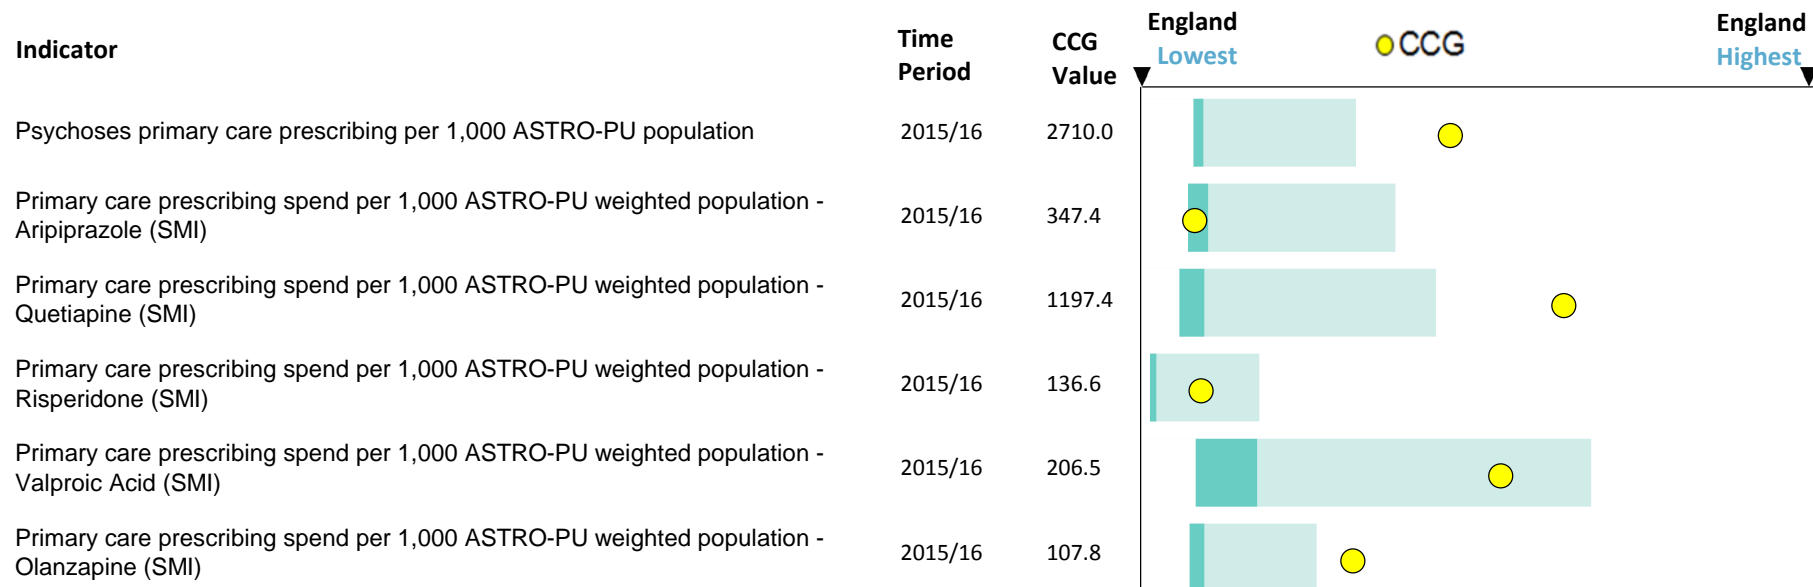 Indicator
Time Period
CCG Value
England Lowest
CCG
England Highest
Psychoses primary care prescribing per 1,000 ASTRO-PU population
2015/16
2710.0
Primary care prescribing spend per 1,000 ASTRO-PU weighted population -
Aripiprazole (SMI)
2015/16
347.4
Primary care prescribing spend per 1,000 ASTRO-PU weighted population -
Quetiapine (SMI)
2015/16
1197.4
Primary care prescribing spend per 1,000 ASTRO-PU weighted population -
Risperidone (SMI)
2015/16
136.6
Primary care prescribing spend per 1,000 ASTRO-PU weighted population -
Valproic Acid (SMI)
2015/16
206.5
Primary care prescribing spend per 1,000 ASTRO-PU weighted population -
Olanzapine (SMI)
2015/16
107.8